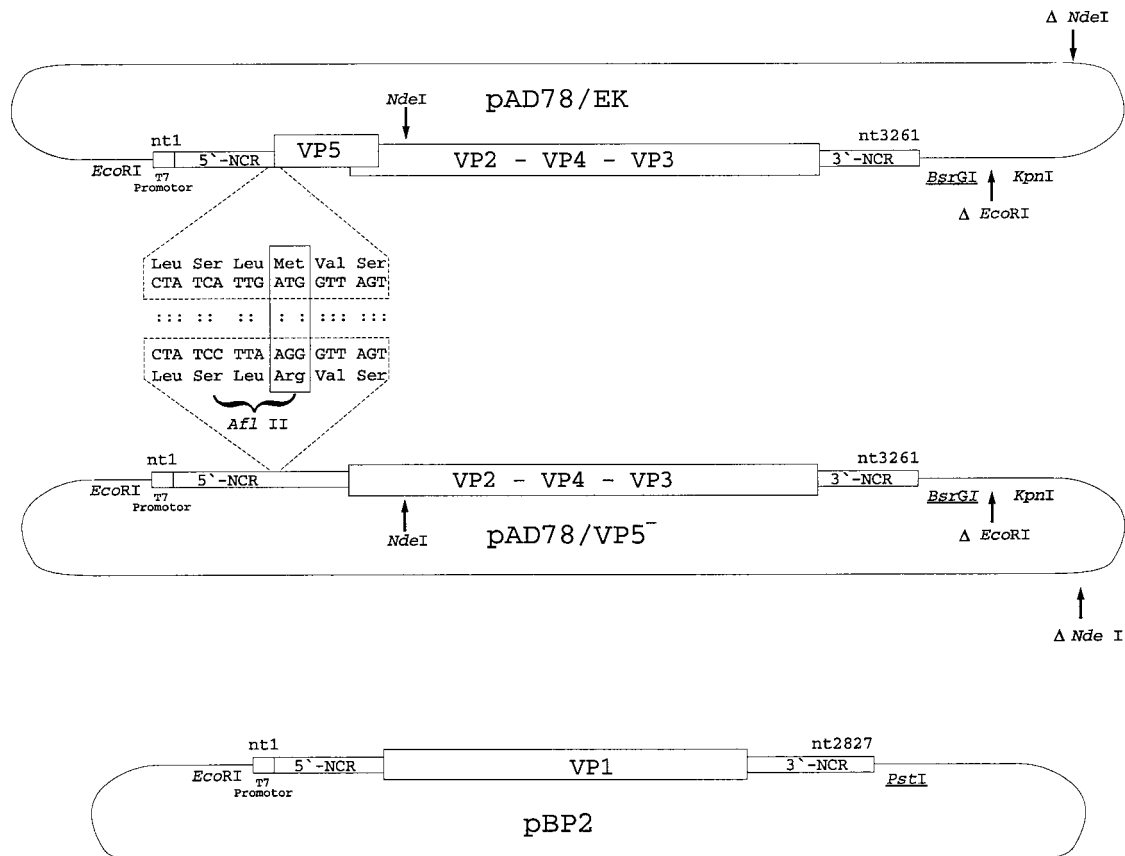 Δ NdeI
pAD78/EK
NdeI
nt1
nt3261
5`-NCR
VP5
VP2 - VP4 - VP3
3`-NCR
EcoRI
T7
Promotor
BsrGI
KpnI
Δ EcoRI
Leu Ser Leu Met Val Ser
CTA TCA TTG ATG GTT AGT
::: :: :: : : ::: :::
CTA TCC TTA AGG GTT AGT
Leu Ser Leu Arg Val Ser
Afl II
nt1
nt3261
5`-NCR
VP2 - VP4 - VP3
3`-NCR
EcoRI
T7
Promotor
BsrGI
KpnI
NdeI
pAD78/VP5⁻
Δ EcoRI
Δ Nde I
nt1
nt2827
5`-NCR
VP1
3`-NCR
EcoRI
T7
Promotor
PstI
pBP2